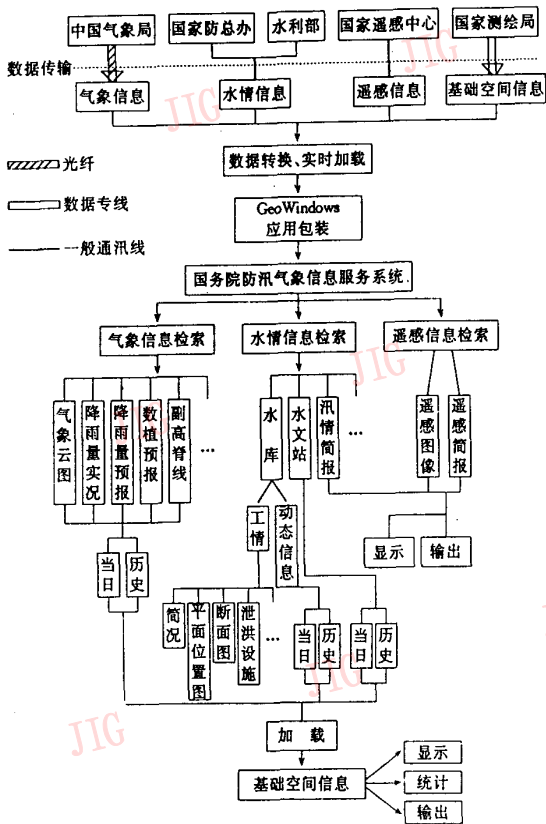 中国气象局
国家防总办
水利部
国家遥感中心
国家测绘局
数据传输
气象信息
水情信息
遥感信息
基础空间信息
数据转换、实时加载
光纤
数据专线
一般通汛线
GeoWindows
应用包装
国务院防汛气象信息服务系统
气象信息检索
水情信息检索
遥感信息检索
气象云图
降雨量实况
降雨量预报
数植预报
副高脊线
…
水库
水文站
汛情简报
…
遥感图像
遥感简报
工情
动态信息
显示
输出
当日
历史
简况
平面位置图
断面图
泄洪设施
…
当日
历史
当日
历史
加载
基础空间信息
显示
统计
输出
JIG
JIG
JIG
JIG
JIG
JIG